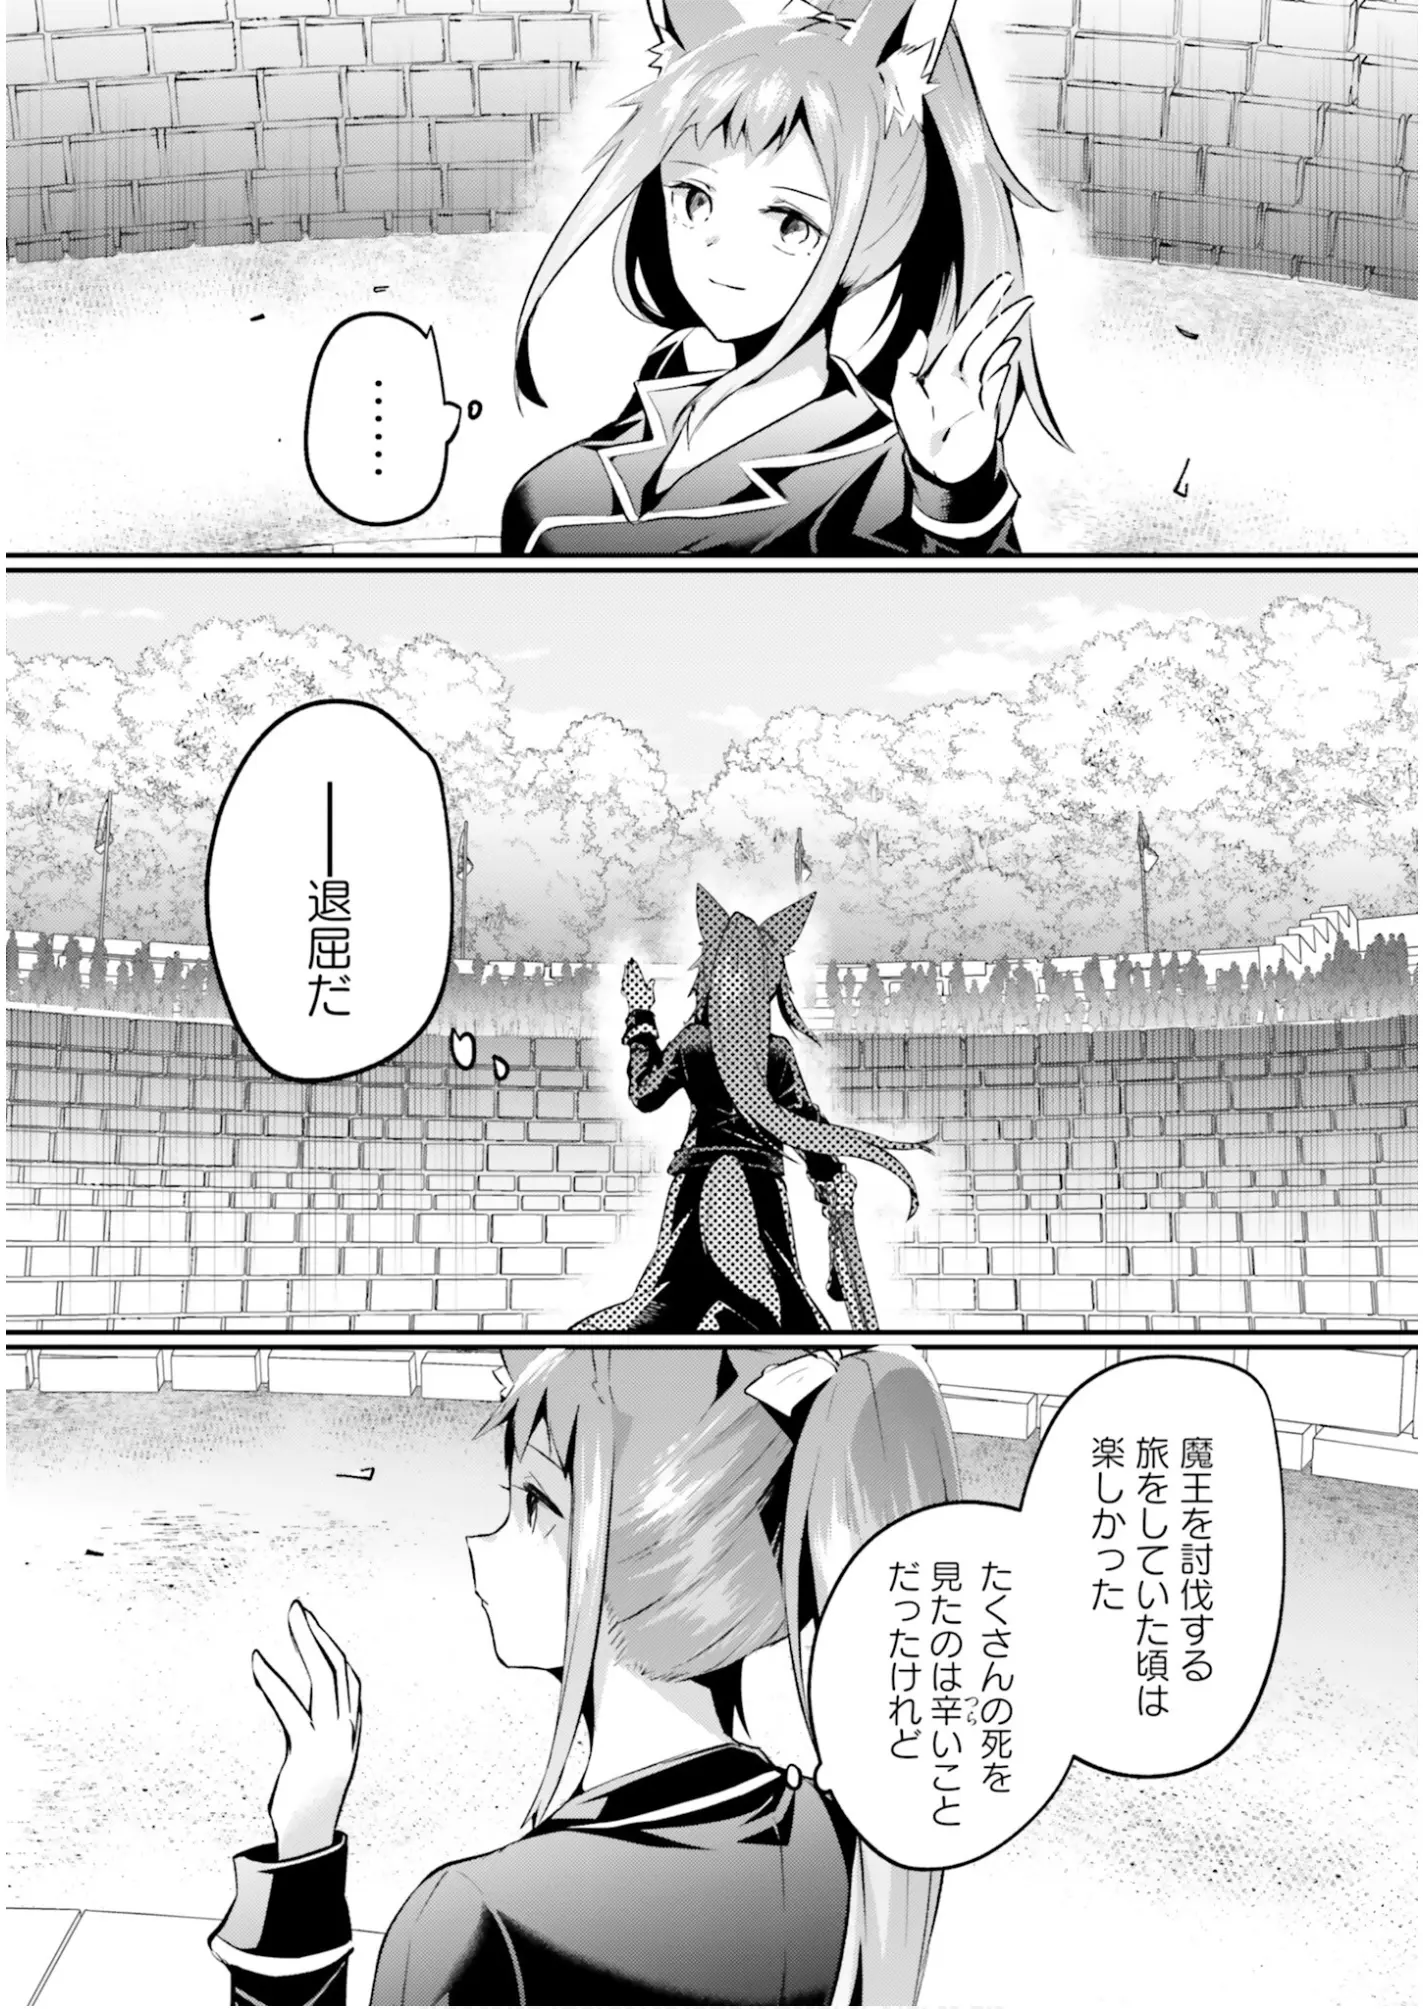 ……
──退屈だ
魔王を討伐する
旅をしていた頃は
楽しかった
たくさんの死を
見たのは辛いこと
つら
だったけれど